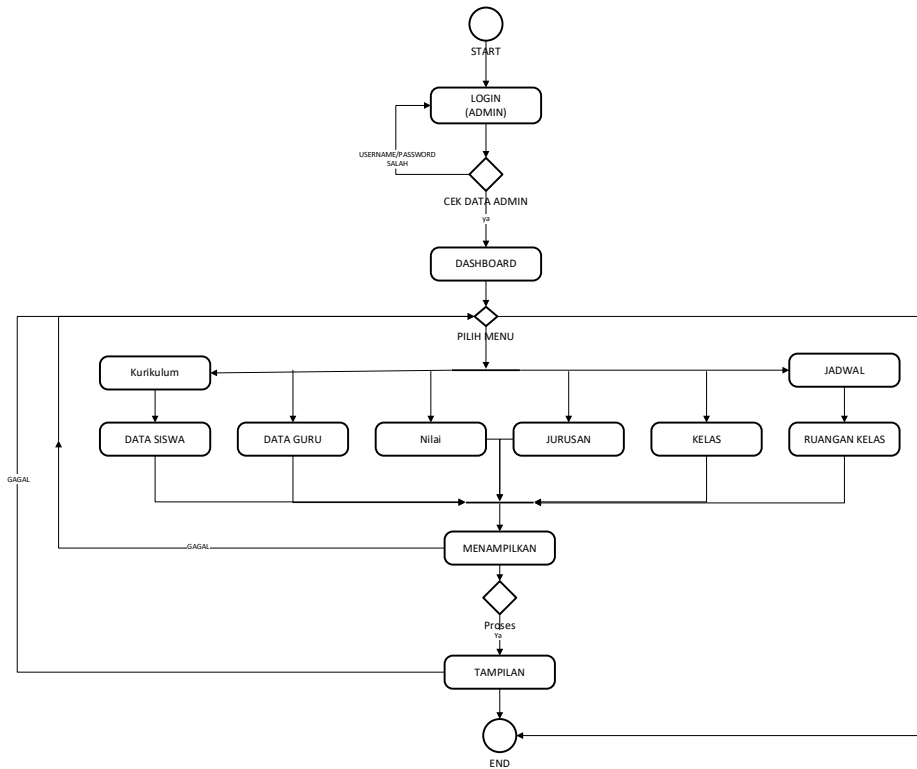 START
LOGIN
(ADMIN)
USERNAME/PASSWORD
SALAH
CEK DATA ADMIN
ya
DASHBOARD
PILIH MENU
Kurikulum
JADWAL
DATA SISWA
DATA GURU
Nilai
JURUSAN
KELAS
RUANGAN KELAS
GAGAL
MENAMPILKAN
GAGAL
Proses
Ya
TAMPILAN
END